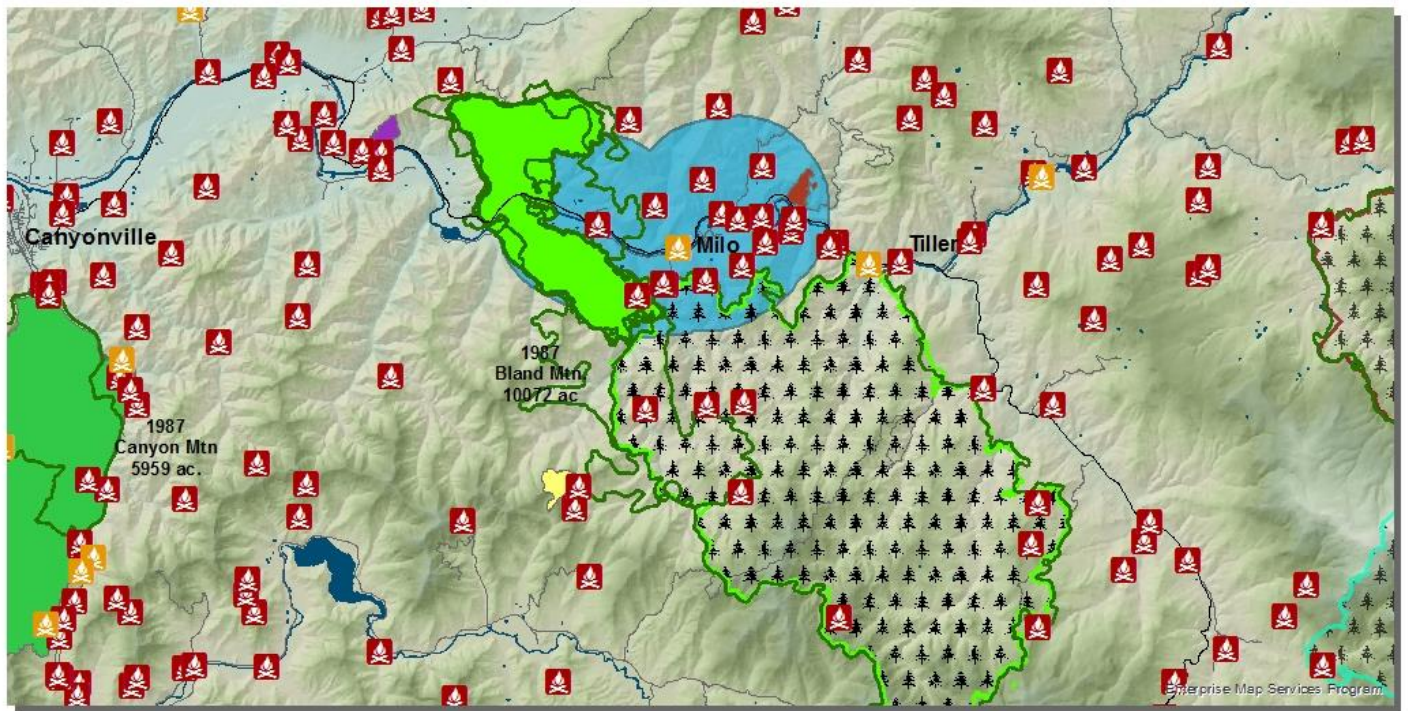 Canyonville
Milo
Tiller
1987
Bland Mtn.
10072 ac
1987
Canyon Mtn
5959 ac.
Enterprise Map Services Program